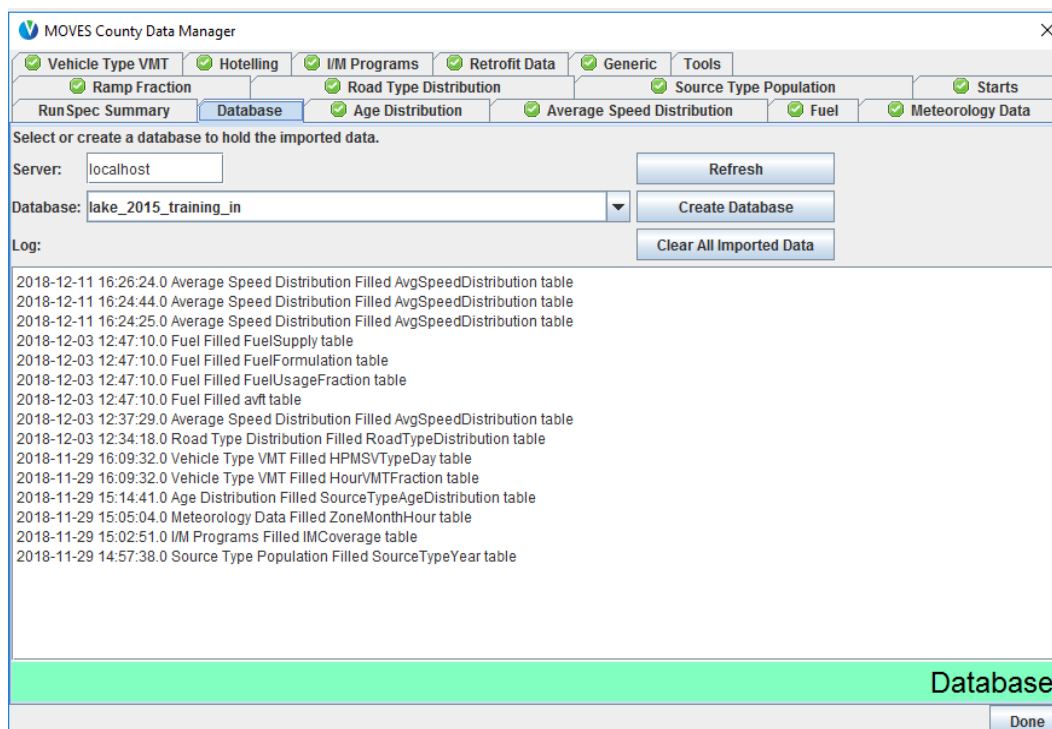 MOVES County Data Manager
Vehicle Type VMT Hotelling I/M Programs Retrofit Data Generic Tools
Ramp Fraction Road Type Distribution Source Type Population Starts
RunSpec Summary Database Age Distribution Average Speed Distribution Fuel Meteorology Data
Select or create a database to hold the imported data.
Server: localhost Refresh
Database: lake_2015_training_in Create Database
Log: Clear All Imported Data
2018-12-11 16:26:24.0 Average Speed Distribution Filled AvgSpeedDistribution table
2018-12-11 16:24:44.0 Average Speed Distribution Filled AvgSpeedDistribution table
2018-12-11 16:24:25.0 Average Speed Distribution Filled AvgSpeedDistribution table
2018-12-03 12:47:10.0 Fuel Filled FuelSupply table
2018-12-03 12:47:10.0 Fuel Filled FuelFormulation table
2018-12-03 12:47:10.0 Fuel Filled FuelUsageFraction table
2018-12-03 12:47:10.0 Fuel Filled avft table
2018-12-03 12:37:29.0 Average Speed Distribution Filled AvgSpeedDistribution table
2018-12-03 12:34:18.0 Road Type Distribution Filled RoadTypeDistribution table
2018-11-29 16:09:32.0 Vehicle Type VMT Filled HPMSVTypeDay table
2018-11-29 16:09:32.0 Vehicle Type VMT Filled HourVMTFraction table
2018-11-29 15:14:41.0 Age Distribution Filled SourceTypeAgeDistribution table
2018-11-29 15:05:04.0 Meteorology Data Filled ZoneMonthHour table
2018-11-29 15:02:51.0 I/M Programs Filled IMCoverage table
2018-11-29 14:57:38.0 Source Type Population Filled SourceTypeYear table
Database
Done